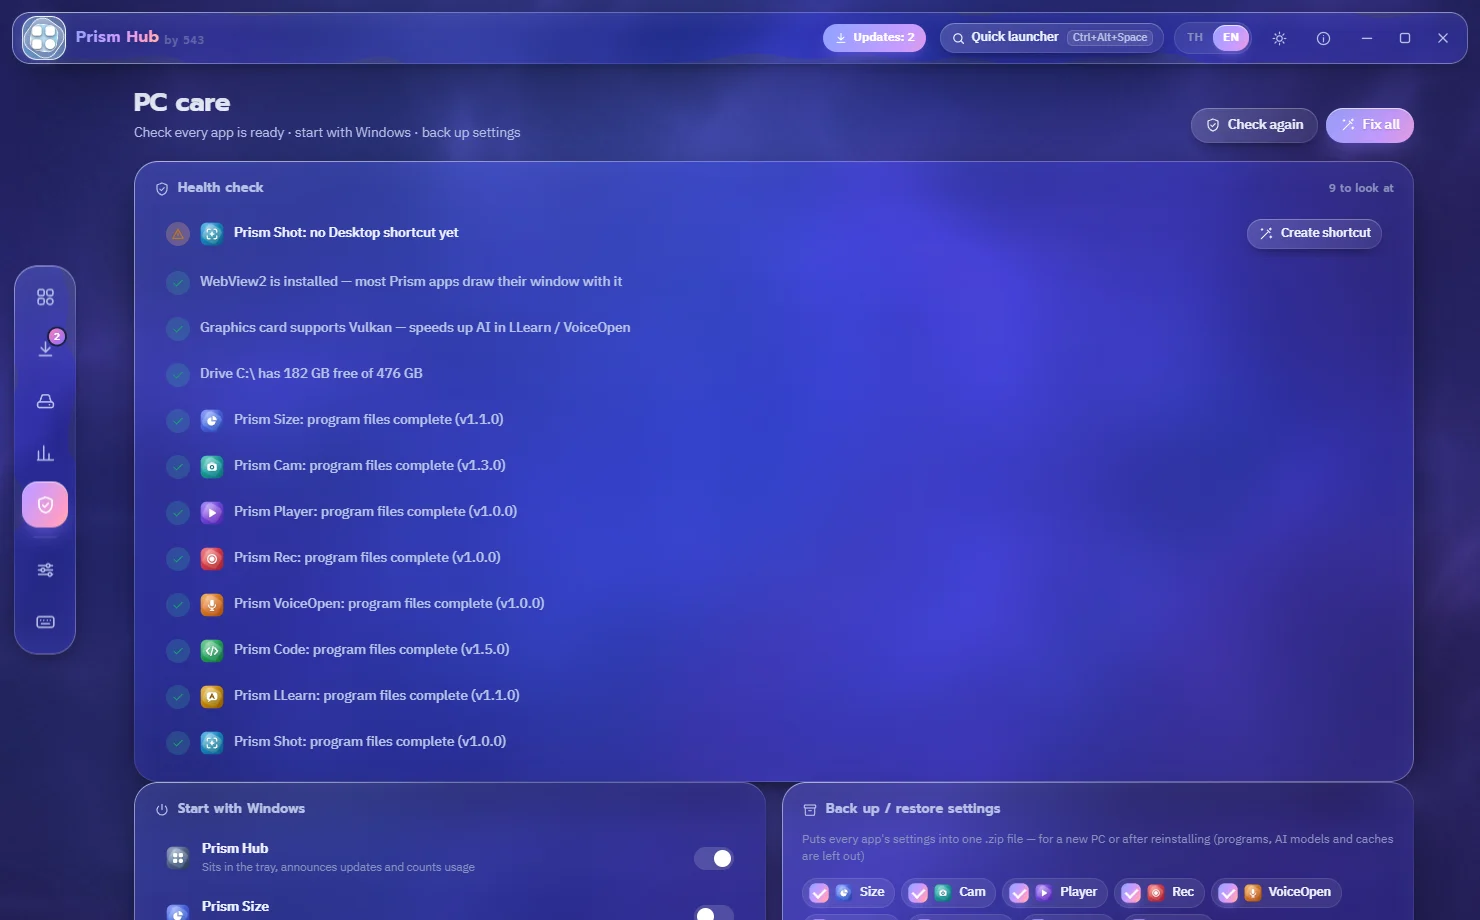 Prism Hub by 543
Updates: 2
Quick launcher Ctrl+Alt+Space
TH EN
PC care
Check every app is ready · start with Windows · back up settings
Check again
Fix all
Health check
9 to look at
Prism Shot: no Desktop shortcut yet
Create shortcut
WebView2 is installed — most Prism apps draw their window with it
2
Graphics card supports Vulkan — speeds up AI in LLearn / VoiceOpen
Drive C:\ has 182 GB free of 476 GB
Prism Size: program files complete (v1.1.0)
Prism Cam: program files complete (v1.3.0)
Prism Player: program files complete (v1.0.0)
Prism Rec: program files complete (v1.0.0)
Prism VoiceOpen: program files complete (v1.0.0)
Prism Code: program files complete (v1.5.0)
Prism LLearn: program files complete (v1.1.0)
Prism Shot: program files complete (v1.0.0)
Start with Windows
Prism Hub
Sits in the tray, announces updates and counts usage
Prism Size
Back up / restore settings
Puts every app's settings into one .zip file — for a new PC or after reinstalling (programs, AI models and caches
are left out)
Size
Cam
Player
Rec
VoiceOpen